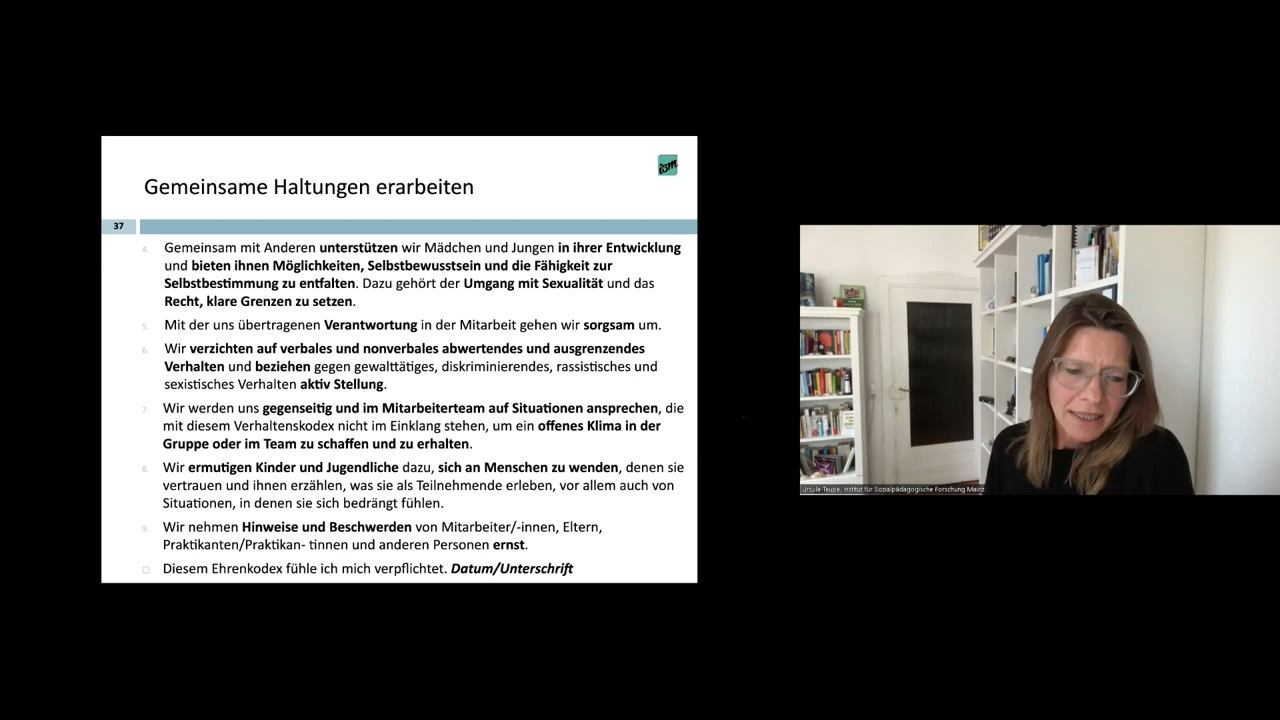 ism
Gemeinsame Haltungen erarbeiten
37
4. Gemeinsam mit Anderen unterstützen wir Mädchen und Jungen in ihrer Entwicklung
und bieten ihnen Möglichkeiten, Selbstbewusstsein und die Fähigkeit zur
Selbstbestimmung zu entfalten. Dazu gehört der Umgang mit Sexualität und das
Recht, klare Grenzen zu setzen.
5. Mit der uns übertragenen Verantwortung in der Mitarbeit gehen wir sorgsam um.
6. Wir verzichten auf verbales und nonverbales abwertendes und ausgrenzendes
Verhalten und beziehen gegen gewalttätiges, diskriminierendes, rassistisches und
sexistisches Verhalten aktiv Stellung.
7. Wir werden uns gegenseitig und im Mitarbeiterteam auf Situationen ansprechen, die
mit diesem Verhaltenskodex nicht im Einklang stehen, um ein offenes Klima in der
Gruppe oder im Team zu schaffen und zu erhalten.
8. Wir ermutigen Kinder und Jugendliche dazu, sich an Menschen zu wenden, denen sie
vertrauen und ihnen erzählen, was sie als Teilnehmende erleben, vor allem auch von
Situationen, in denen sie sich bedrängt fühlen.
9. Wir nehmen Hinweise und Beschwerden von Mitarbeiter/-innen, Eltern,
Praktikanten/Praktikan- tinnen und anderen Personen ernst.
Diesem Ehrenkodex fühle ich mich verpflichtet. Datum/Unterschrift
Ursula Teupe, Institut für Sozialpädagogische Forschung Mainz